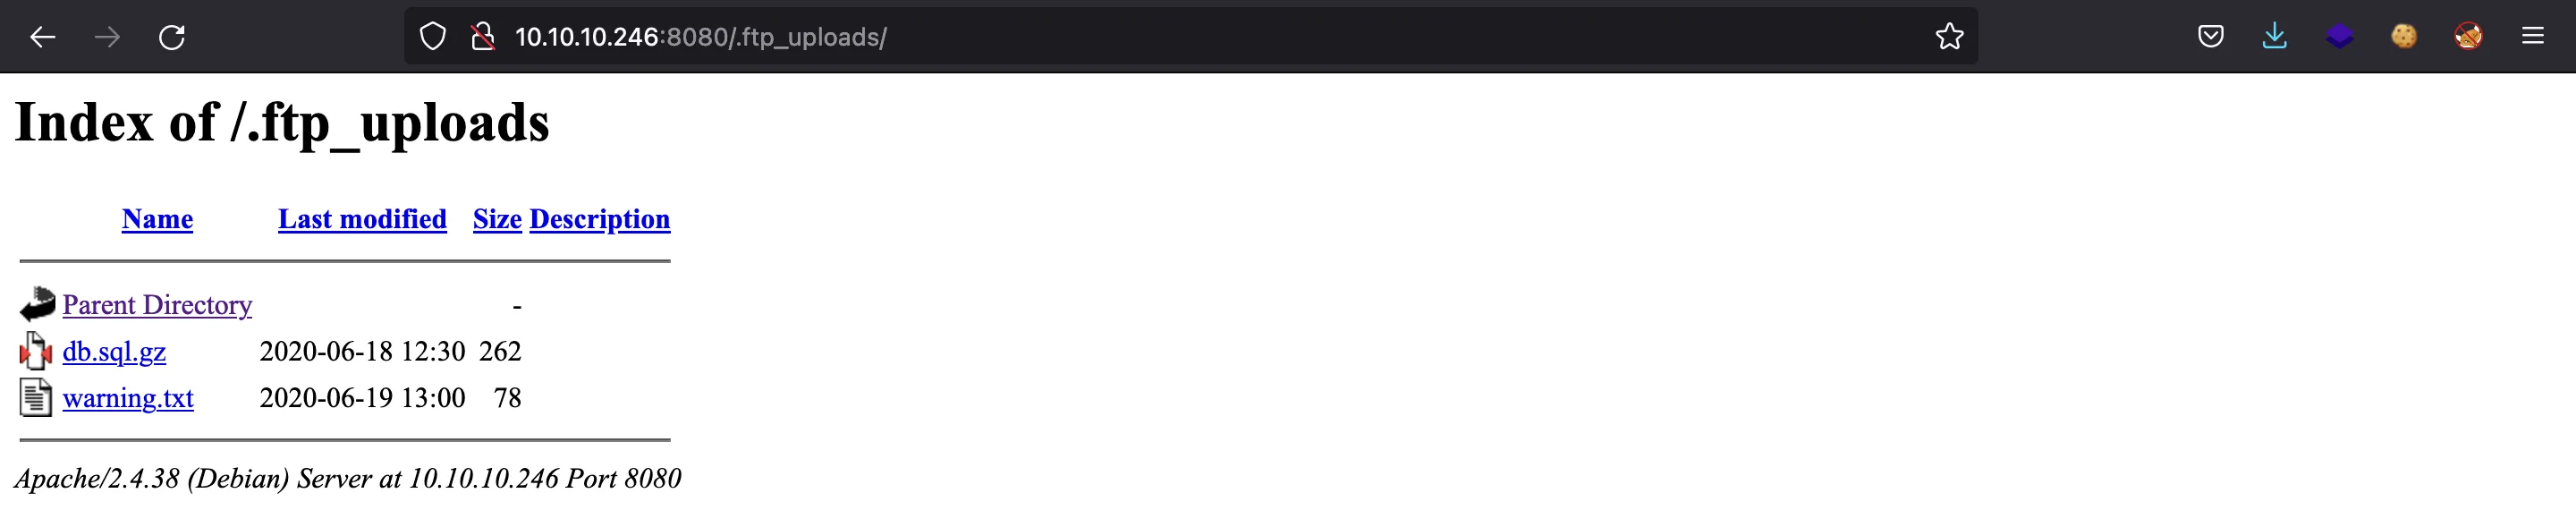 10.10.10.246:8080/.ftp_uploads/
Index of /.ftp_uploads
Name Last modified Size Description
Parent Directory -
db.sql.gz 2020-06-18 12:30 262
warning.txt 2020-06-19 13:00 78
Apache/2.4.38 (Debian) Server at 10.10.10.246 Port 8080